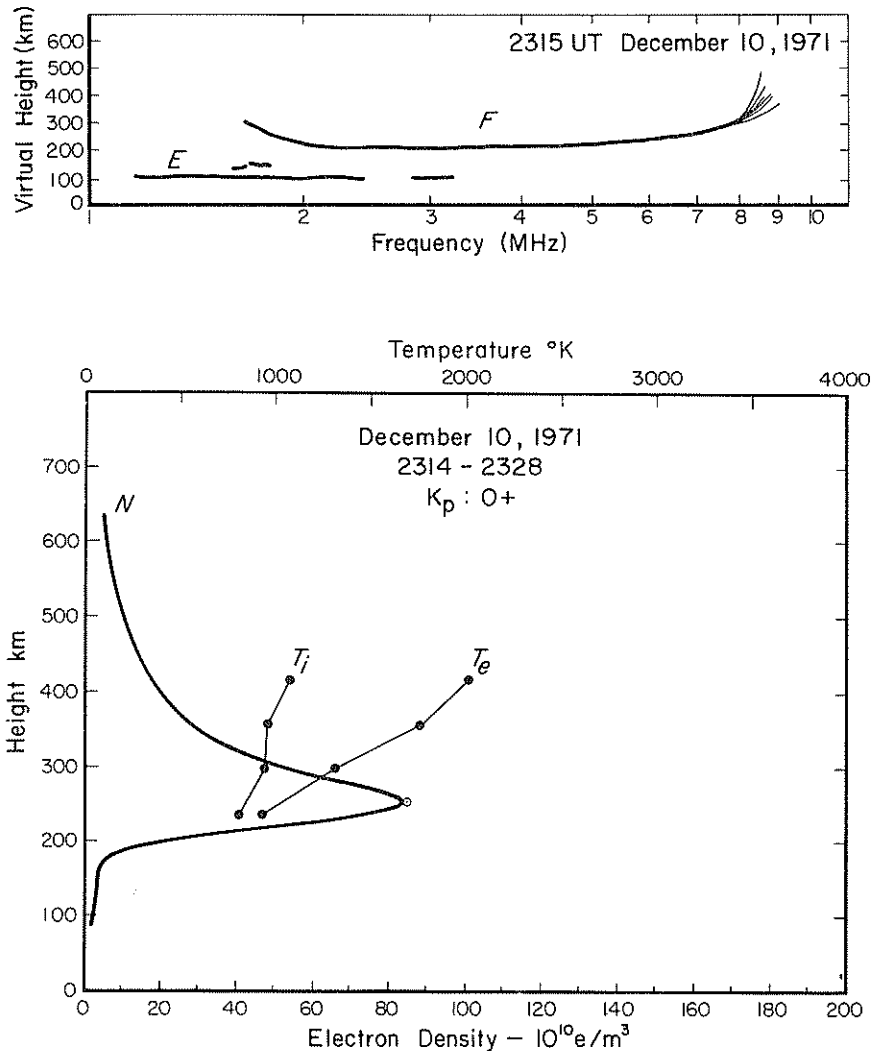 2315 UT December 10, 1971
Virtual Height (km)
600
500
400
300
200
100
0
F
E
1 2 3 4 5 6 7 8 9 10
Frequency (MHz)
Temperature °K
0 1000 2000 3000 4000
December 10, 1971
2314 - 2328
Kp : 0+
Height km
700
600
500
400
300
200
100
0
N
Ti
Te
0 20 40 60 80 100 120 140 160 180 200
Electron Density - 10¹⁰e/m³